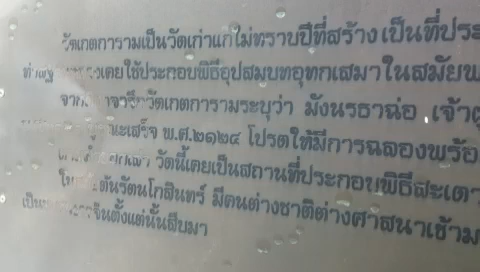 วัดเกตการามเป็นวัดเก่าแก่ไม่ทราบปีที่สร้าง เป็นที่ประ
เคยใช้ประกอบพิธีอุปสมบทอุทกเสมาในสมัยพ
วัดเกตการามระบุว่า มังนรธาฉ่อ เจ้า
นะเสร็จ พ.ศ.๒๑๒๔ โปรดให้มีการฉลองพร้อ
วัดนี้เคยเป็นสถานที่ประกอบพิธีสะเดา
ต้นรัตนโกสินทร์ มีคนต่างชาติต่างศาสนาเข้าม
จีนตั้งแต่นั้นสืบมา